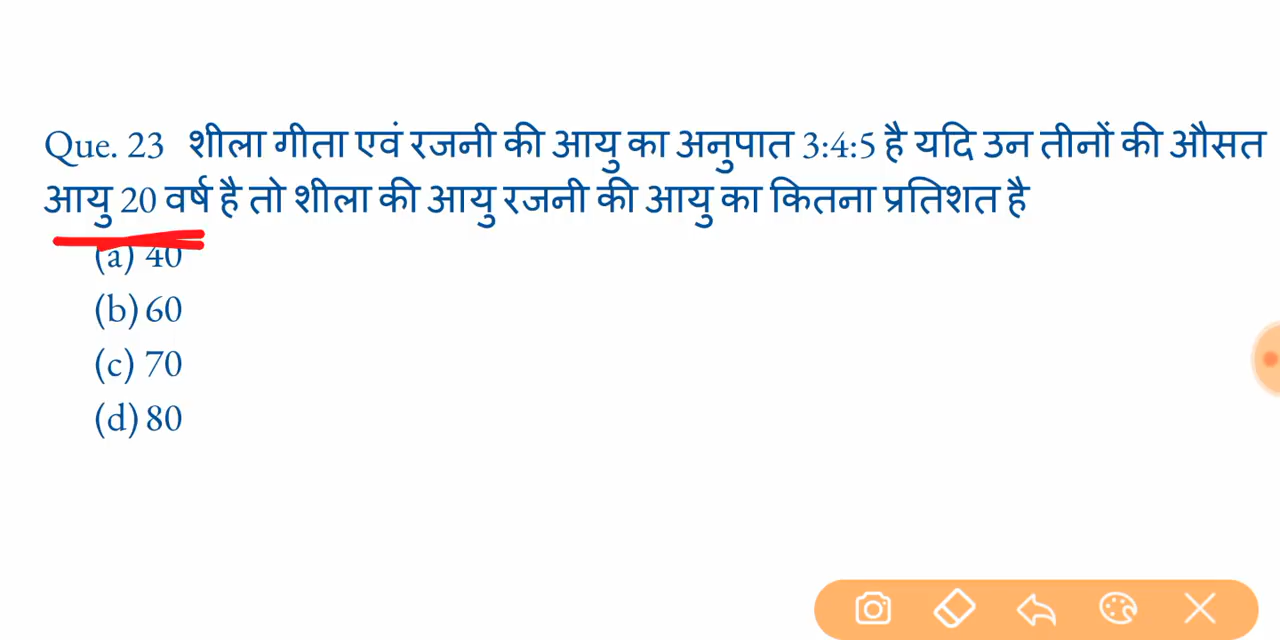 Que. 23 शीला गीता एवं रजनी की आयु का अनुपात 3:4:5 है यदि उन तीनों की औसत
आयु 20 वर्ष है तो शीला की आयु रजनी की आयु का कितना प्रतिशत है
(a) 40
(b) 60
(c) 70
(d) 80